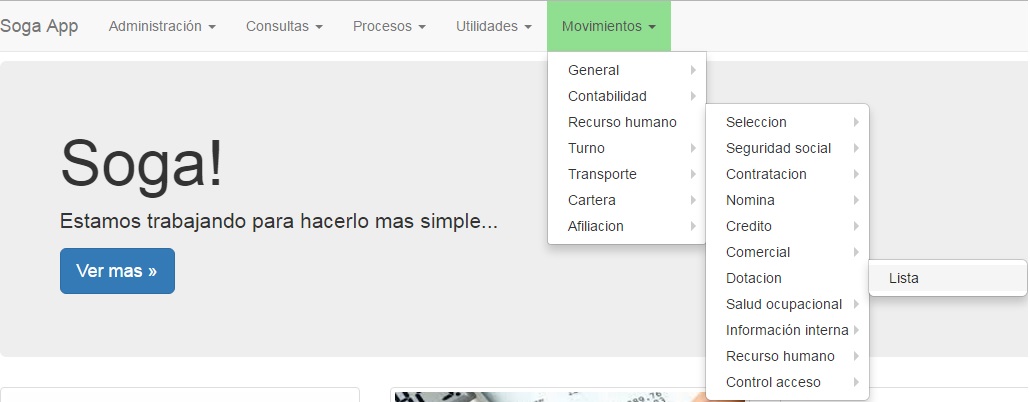 Soga App Administración Consultas Procesos Utilidades Movimientos
General
Contabilidad
Recurso humano
Turno
Transporte
Cartera
Afiliacion
Seleccion
Seguridad social
Contratacion
Nomina
Credito
Comercial
Dotacion
Salud ocupacional
Información interna
Recurso humano
Control acceso
Lista
Soga!
Estamos trabajando para hacerlo mas simple...
Ver mas »